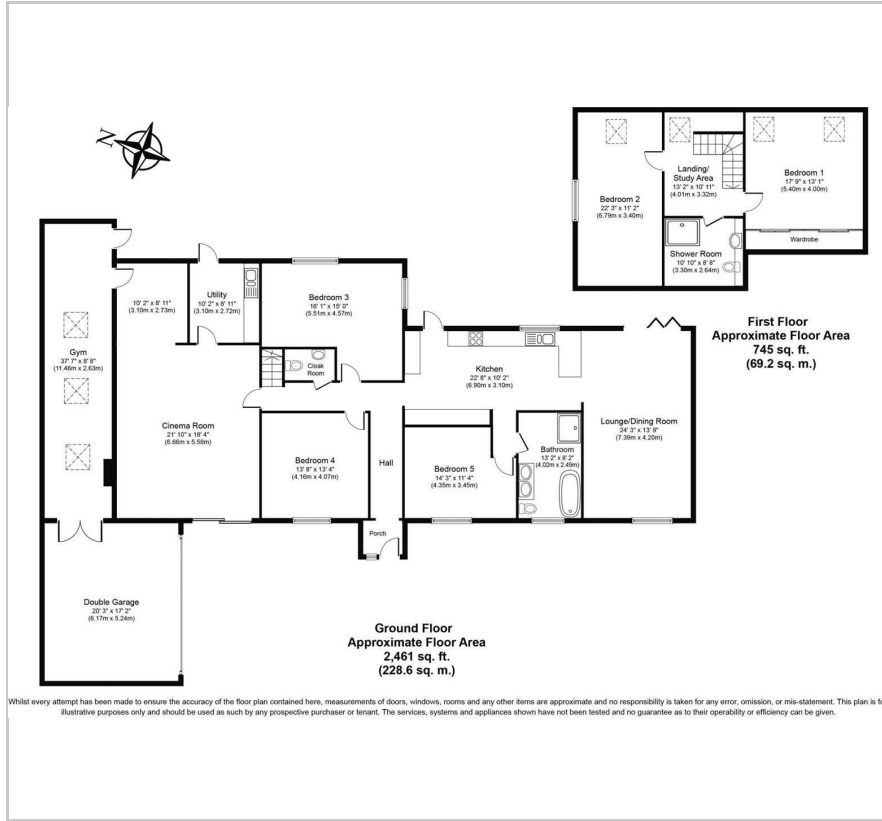 N
Bedroom 2
22' 3" x 11' 2"
(6.79m x 3.40m)
Landing/
Study Area
13' 2" x 10' 11"
(4.01m x 3.32m)
Bedroom 1
17' 9" x 13' 1"
(5.40m x 4.00m)
Shower Room
10' 10" x 8' 8"
(3.30m x 2.64m)
Wardrobe
First Floor
Approximate Floor Area
745 sq. ft.
(69.2 sq. m.)
Gym
37' 7" x 8' 8"
(11.46m x 2.63m)
10' 2" x 8' 11"
(3.10m x 2.73m)
Utility
10' 2" x 8' 11"
(3.10m x 2.72m)
Bedroom 3
18' 1" x 15' 0"
(5.51m x 4.57m)
Cloak
Room
Kitchen
22' 8" x 10' 2"
(6.90m x 3.10m)
Cinema Room
21' 10" x 18' 4"
(6.66m x 5.58m)
Bedroom 4
13' 8" x 13' 4"
(4.16m x 4.07m)
Hall
Bedroom 5
14' 3" x 11' 4"
(4.35m x 3.45m)
Bathroom
13' 2" x 8' 2"
(4.02m x 2.49m)
Lounge/Dining Room
24' 3" x 13' 9"
(7.39m x 4.20m)
Porch
Double Garage
20' 3" x 17' 2"
(6.17m x 5.24m)
Ground Floor
Approximate Floor Area
2,461 sq. ft.
(228.6 sq. m.)
Whilst every attempt has been made to ensure the accuracy of the floor plan contained here, measurements of doors, windows, rooms and any other items are approximate and no responsibility is taken for any error, omission, or mis-statement. This plan is fo
illustrative purposes only and should be used as such by any prospective purchaser or tenant. The services, systems and appliances shown have not been tested and no guarantee as to their operability or efficiency can be given.